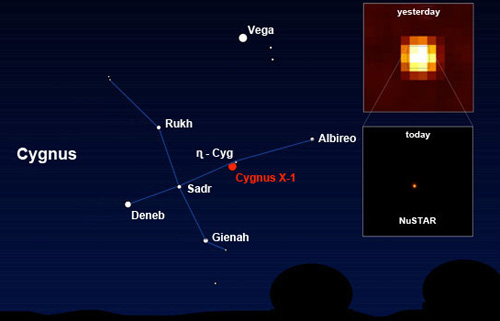 yesterday
Vega
Rukh
today
Albireo
η - Cyg
Cygnus
Cygnus X-1
Sadr
Deneb
NuSTAR
Gienah